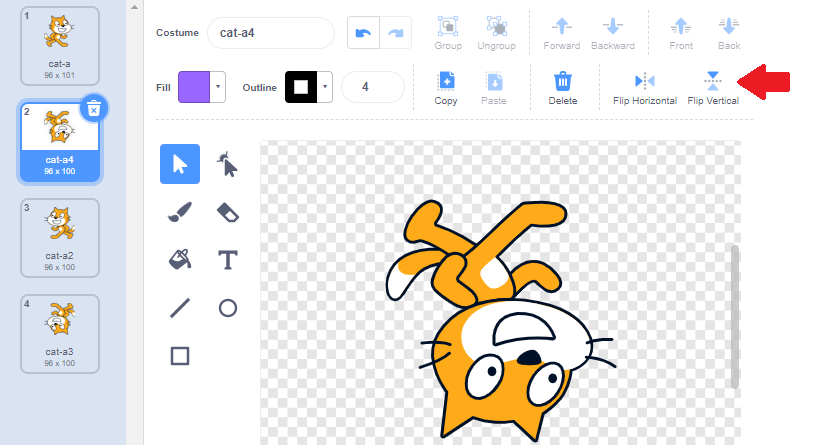 1
cat-a
96 x 101
2
cat-a4
96 x 100
3
cat-a2
96 x 100
4
cat-a3
96 x 100
Costume cat-a4
Group Ungroup Forward Backward Front Back
Fill Outline 4
Copy Paste Delete Flip Horizontal Flip Vertical
T